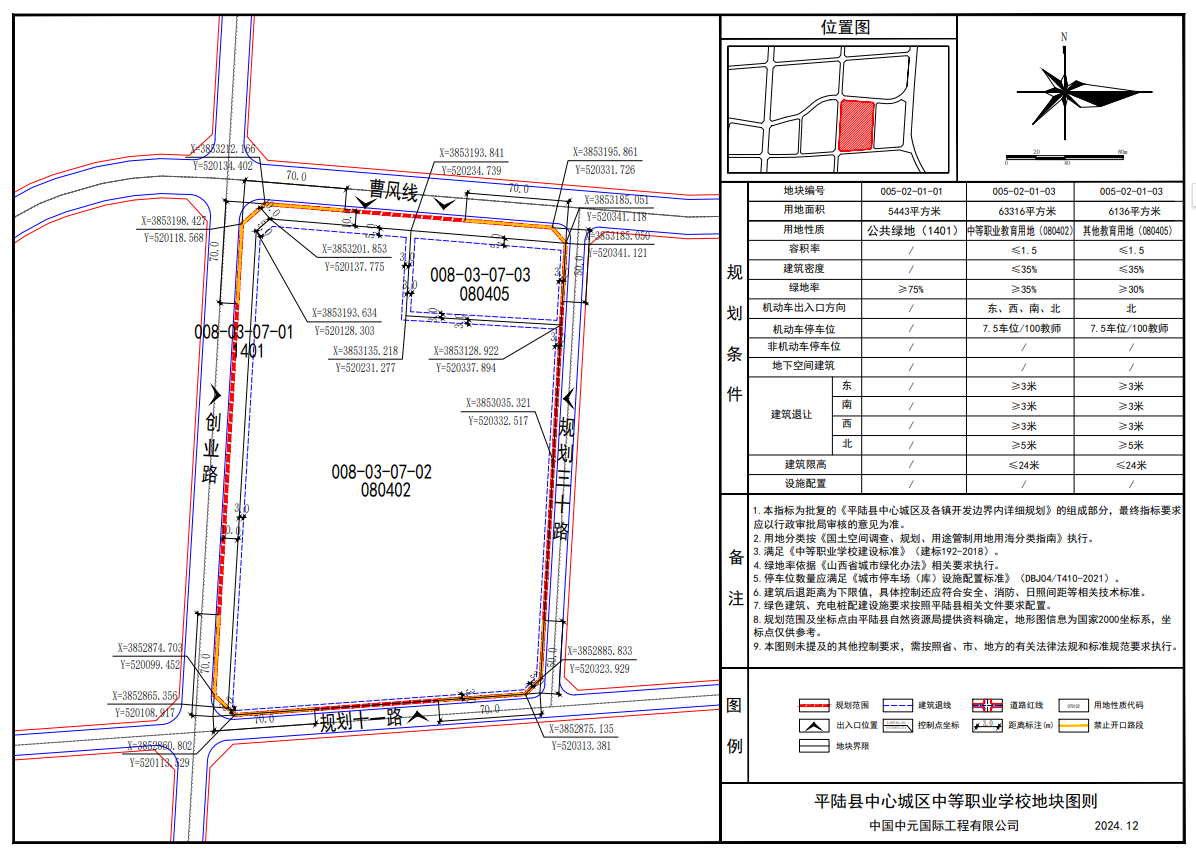 X=3853212.166
Y=520134.402
70.0
曹风线
X=3853193.841
Y=520234.739
70.0
X=3853195.861
Y=520331.726
X=3853185.051
Y=520341.118
X=3853185.050
Y=520341.121
X=3853198.427
Y=520118.568
70.0
X=3853201.853
Y=520137.775
X=3853193.634
Y=520128.303
008-03-07-03
080405
50.0
008-03-07-01
1401
X=3853135.218
Y=520231.277
X=3853128.922
Y=520337.894
X=3853035.321
Y=520332.517
创业路
规划三十路
008-03-07-02
080402
3.0
X=3852874.703
Y=520099.452
70.0
X=3852865.356
Y=520108.917
X=3852860.802
Y=520113.529
70.0
规划十一路
70.0
50.0
X=3852885.833
Y=520323.929
X=3852875.135
Y=520313.381
位置图
N
0 20 40 80m
规划条件
地块编号 005-02-01-01 005-02-01-03 005-02-01-03
用地面积 5443平方米 63316平方米 6136平方米
用地性质 公共绿地（1401） 中等职业教育用地（080402） 其他教育用地（080405）
容积率 / ≤1.5 ≤1.5
建筑密度 / ≤35% ≤35%
绿地率 ≥75% ≥35% ≥30%
机动车出入口方向 / 东、西、南、北 北
机动车停车位 / 7.5车位/100教师 7.5车位/100教师
非机动车停车位 / / /
地下空间建筑 / / /
建筑退让 东 / ≥3米 ≥3米
南 / ≥3米 ≥3米
西 / ≥3米 ≥3米
北 / ≥5米 ≥5米
建筑限高 / ≤24米 ≤24米
设施配置 / / /
备注
1.本指标为批复的《平陆县中心城区及各镇开发边界内详细规划》的组成部分，最终指标要求
应以行政审批局审核的意见为准。
2.用地分类按《国土空间调查、规划、用途管制用地用海分类指南》执行。
3.满足《中等职业学校建设标准》（建标192-2018）。
4.绿地率依据《山西省城市绿化办法》相关要求执行。
5.停车位数量应满足《城市停车场（库）设施配置标准》（DBJ04/T410-2021）。
6.建筑后退距离为下限值，具体控制还应符合安全、消防、日照间距等相关技术标准。
7.绿色建筑、充电桩配建设施要求按照平陆县相关文件要求配置。
8.规划范围及坐标点由平陆县自然资源局提供资料确定，地形图信息为国家2000坐标系，坐
标点仅供参考。
9.本图则未提及的其他控制要求，需按照省、市、地方的有关法律法规和标准规范要求执行。
图例
规划范围 建筑退线 道路红线 用地性质代码
出入口位置 控制点坐标 3.0 距离标注(m) 禁止开口路段
地块界限
平陆县中心城区中等职业学校地块图则
中国中元国际工程有限公司 2024.12